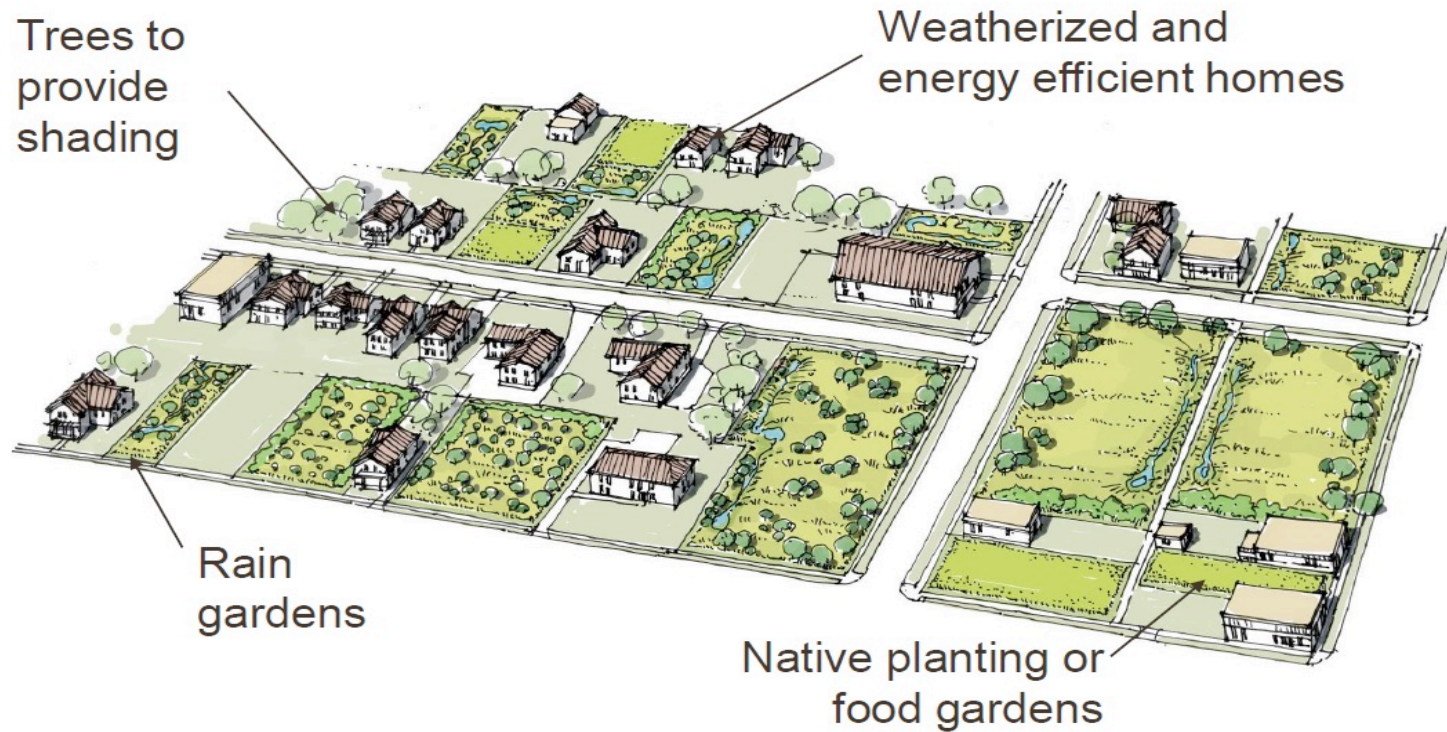 Trees to
provide
shading
Weatherized and
energy efficient homes
Rain
gardens
Native planting or
food gardens